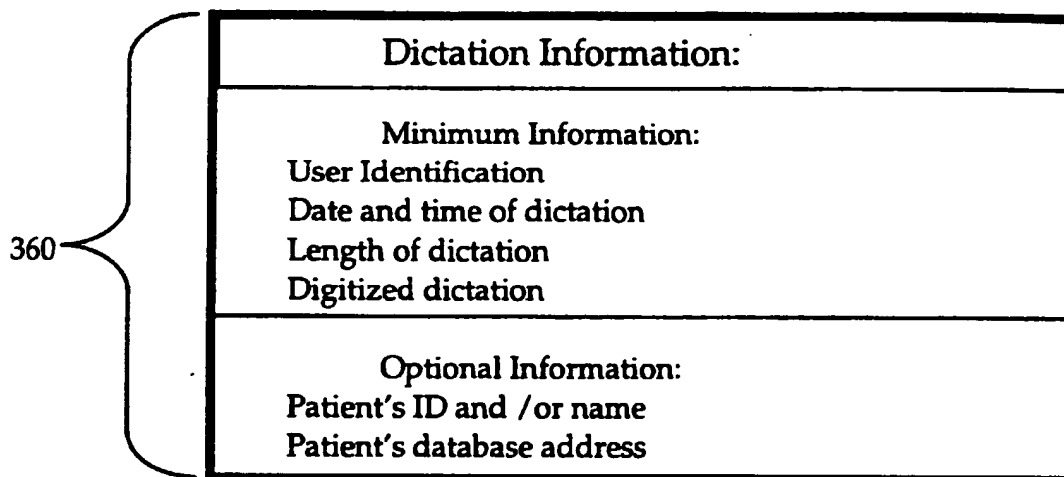 Dictation Information:
Minimum Information:
User Identification
Date and time of dictation
360
Length of dictation
Digitized dictation
Optional Information:
Patient's ID and /or name
Patient's database address